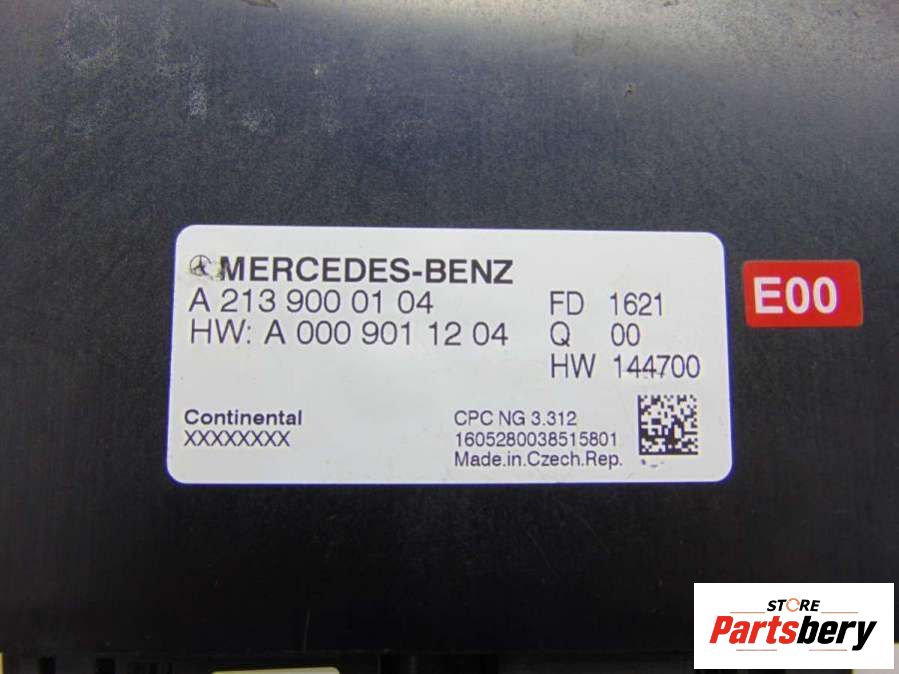 MERCEDES-BENZ
A 213 900 01 04
HW: A 000 901 12 04
FD 1621
Q 00
HW 144700
E00
Continental
XXXXXXXX
CPC NG 3.312
1605280038515801
Made.in.Czech.Rep.
STORE
Partsbery